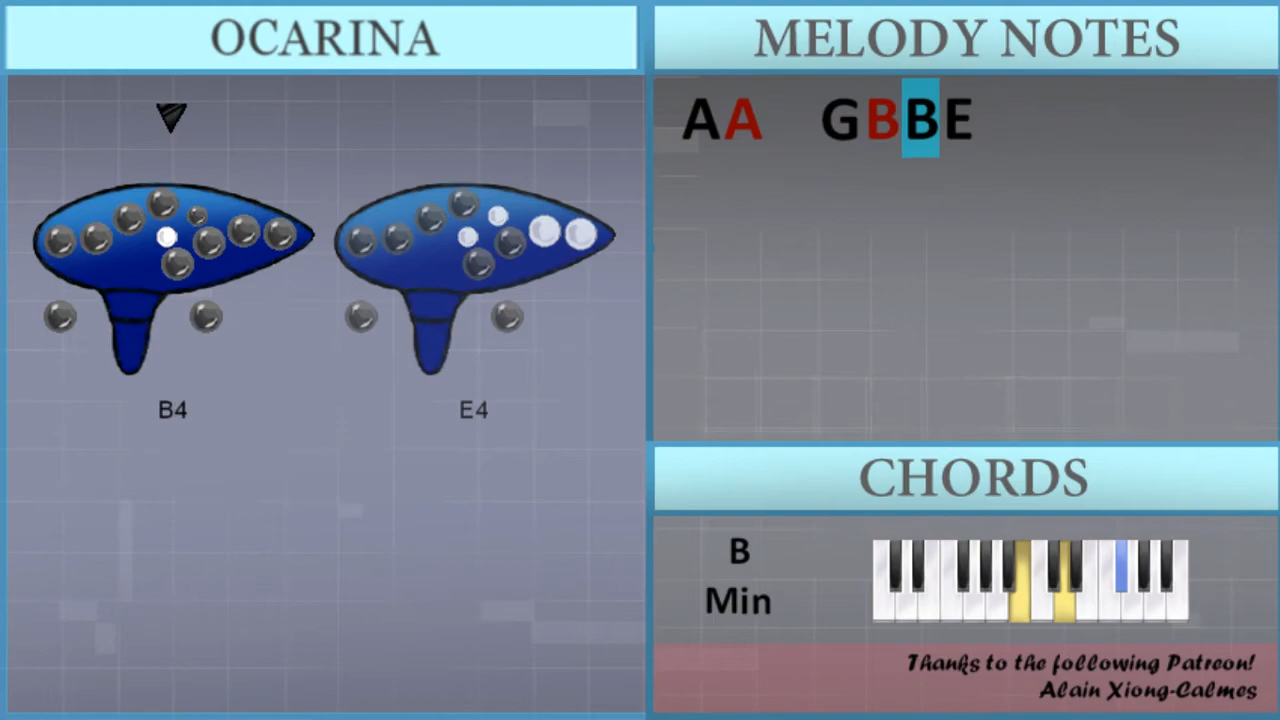 OCARINA
B4 E4
MELODY NOTES
AA GBBE
CHORDS
B
Min
Thanks to the following Patreon!
Alain Xiong-Calmes